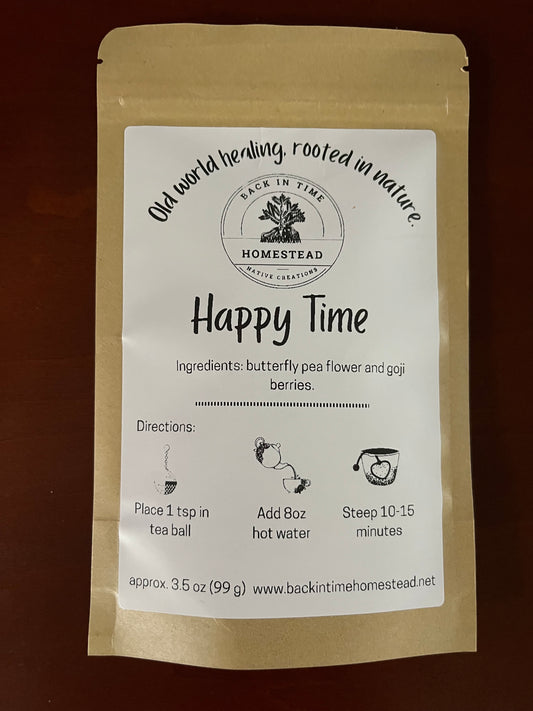 Old world healing, rooted in nature.
BACK IN TIME
HOMESTEAD
NATIVE CREATIONS
Happy Time
Ingredients: butterfly pea flower and goji
berries.
Directions:
Place 1 tsp in
tea ball
Add 8oz
hot water
Steep 10-15
minutes
approx. 3.5 oz (99 g) www.backintimehomestead.net